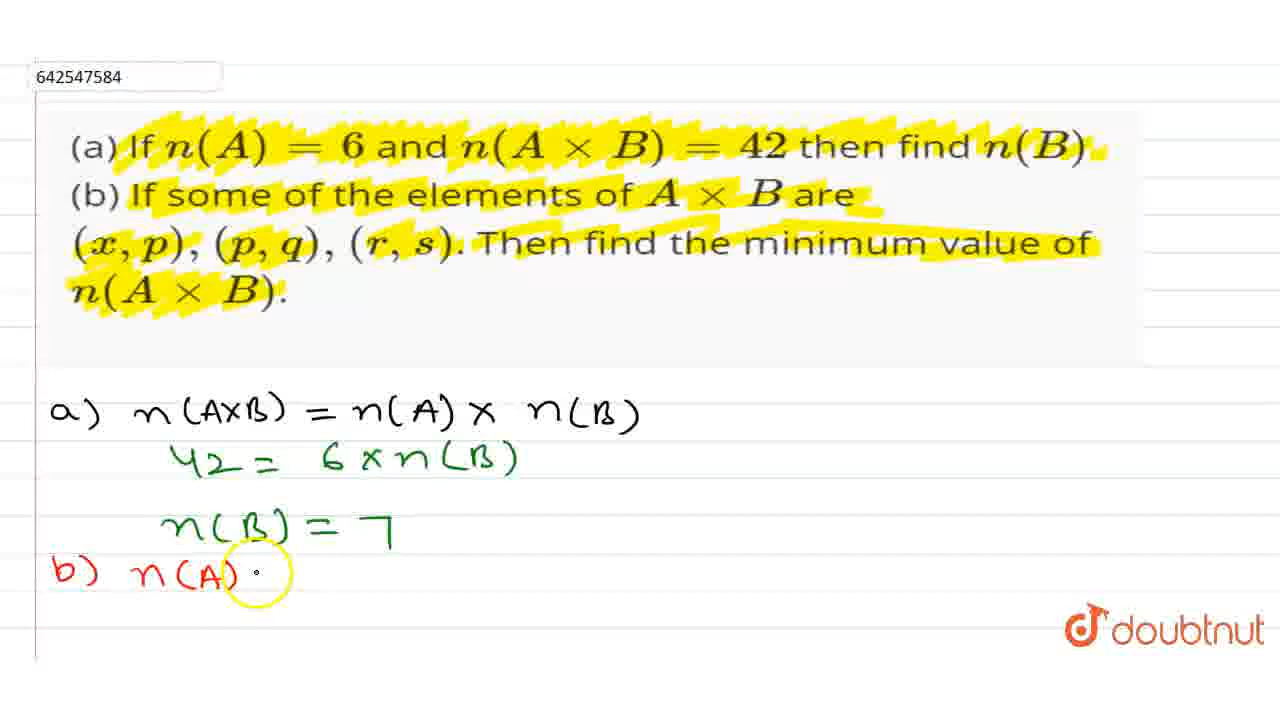 642547584
(a) If n(A) = 6 and n(A × B) = 42 then find n(B)
(b) If some of the elements of A × B are
(x, p), (p, q), (r, s). Then find the minimum value of
n(A × B).
a) n(A×B) = n(A) × n(B)
42 = 6 × n(B)
n(B) = 7
b) n(A)
doubtnut